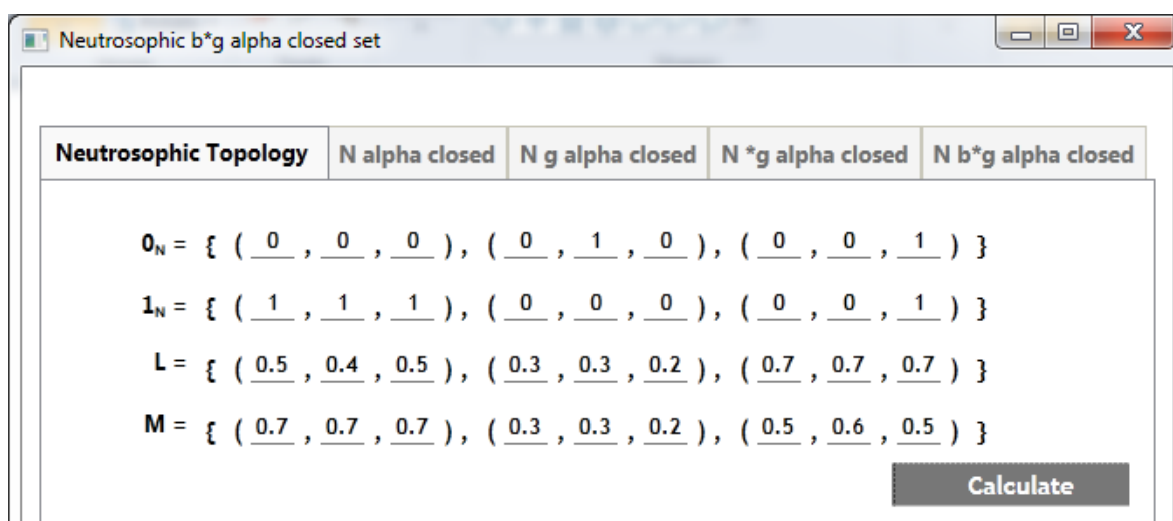 Neutrosophic b*g alpha closed set
Neutrosophic Topology N alpha closed N g alpha closed N *g alpha closed N b*g alpha closed
0N = { ( 0 , 0 , 0 ), ( 0 , 1 , 0 ), ( 0 , 0 , 1 ) }
1N = { ( 1 , 1 , 1 ), ( 0 , 0 , 0 ), ( 0 , 0 , 1 ) }
L = { ( 0.5 , 0.4 , 0.5 ), ( 0.3 , 0.3 , 0.2 ), ( 0.7 , 0.7 , 0.7 ) }
M = { ( 0.7 , 0.7 , 0.7 ), ( 0.3 , 0.3 , 0.2 ), ( 0.5 , 0.6 , 0.5 ) }
Calculate